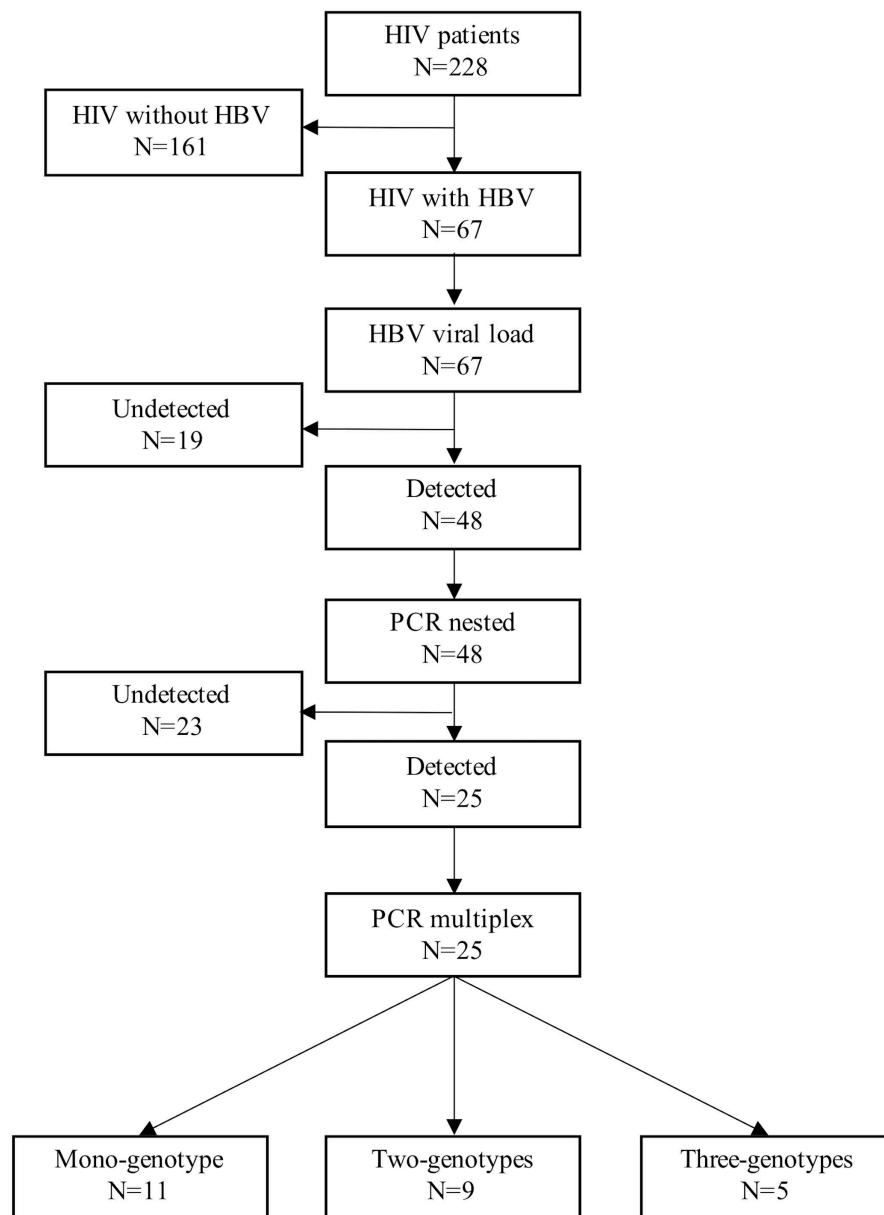 HIV patients
N=228
HIV without HBV
N=161
HIV with HBV
N=67
HBV viral load
N=67
Undetected
N=19
Detected
N=48
PCR nested
N=48
Undetected
N=23
Detected
N=25
PCR multiplex
N=25
Mono-genotype
N=11
Two-genotypes
N=9
Three-genotypes
N=5